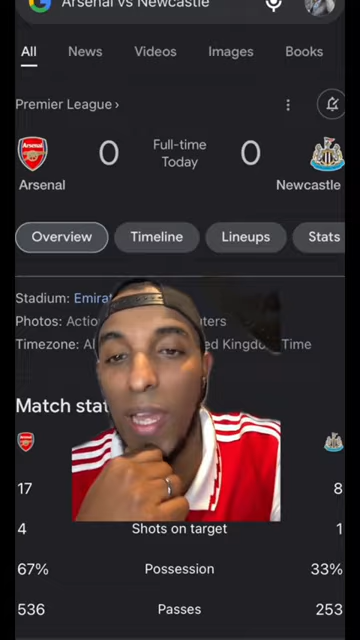 Arsenal vs Newcastle
All News Videos Images Books
Premier League ›
0 Full-time 0
Today
Arsenal Newcastle
Overview Timeline Lineups Stats
Stadium:
Photos:
Timezone: Time
Match
17 8
4 Shots on target 1
67% Possession 33%
536 Passes 253